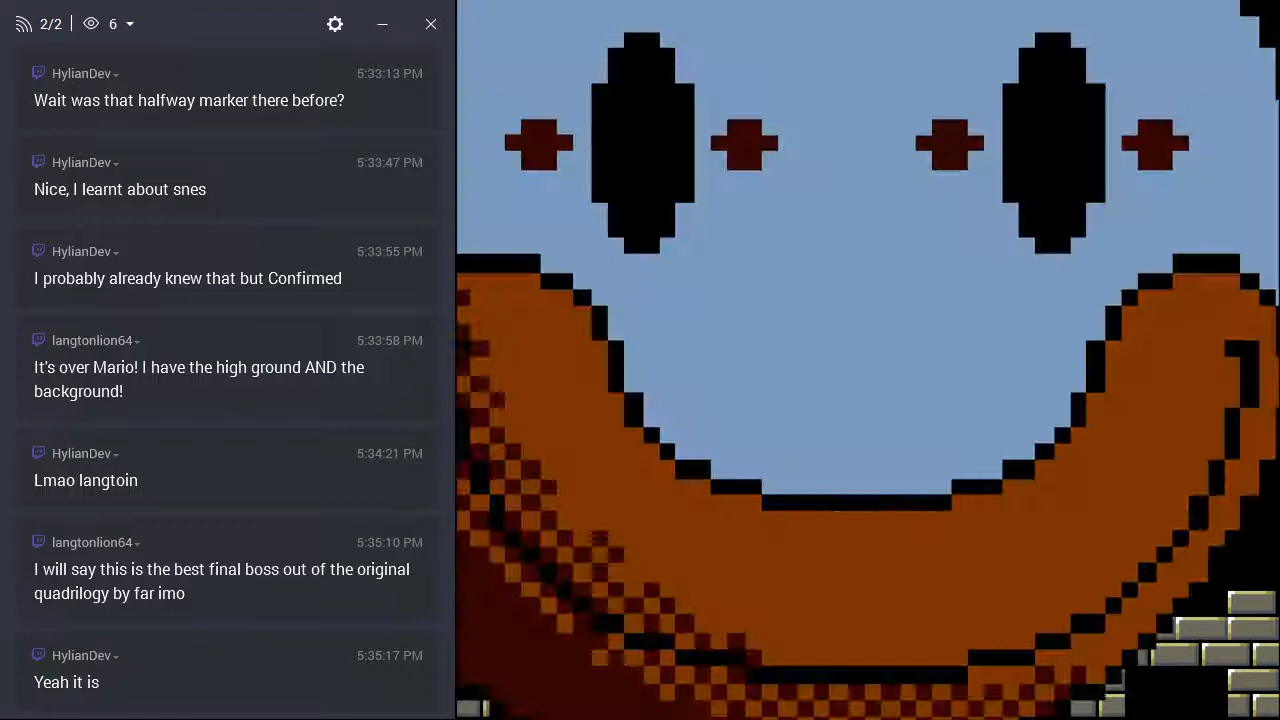 2/2 | 6
HylianDev 5:33:13 PM
Wait was that halfway marker there before?
HylianDev 5:33:47 PM
Nice, I learnt about snes
HylianDev 5:33:55 PM
I probably already knew that but Confirmed
langtonlion64 5:33:58 PM
It's over Mario! I have the high ground AND the
background!
HylianDev 5:34:21 PM
Lmao langtoin
langtonlion64 5:35:10 PM
I will say this is the best final boss out of the original
quadrilogy by far imo
HylianDev 5:35:17 PM
Yeah it is